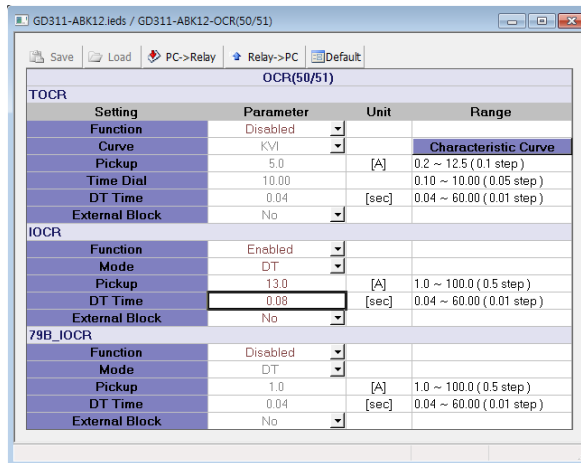 GD311-ABK12.ieds / GD311-ABK12-OCR(50/51)
Save Load PC->Relay Relay->PC Default
OCR(50/51)
TOCR
Setting Parameter Unit Range
Function Disabled
Curve KVI Characteristic Curve
Pickup 5.0 [A] 0.2 ~ 12.5 ( 0.1 step )
Time Dial 10.00 0.10 ~ 10.00 ( 0.05 step )
DT Time 0.04 [sec] 0.04 ~ 60.00 ( 0.01 step )
External Block No
IOCR
Function Enabled
Mode DT
Pickup 13.0 [A] 1.0 ~ 100.0 ( 0.5 step )
DT Time 0.08 [sec] 0.04 ~ 60.00 ( 0.01 step )
External Block No
79B_IOCR
Function Disabled
Mode DT
Pickup 1.0 [A] 1.0 ~ 100.0 ( 0.5 step )
DT Time 0.04 [sec] 0.04 ~ 60.00 ( 0.01 step )
External Block No